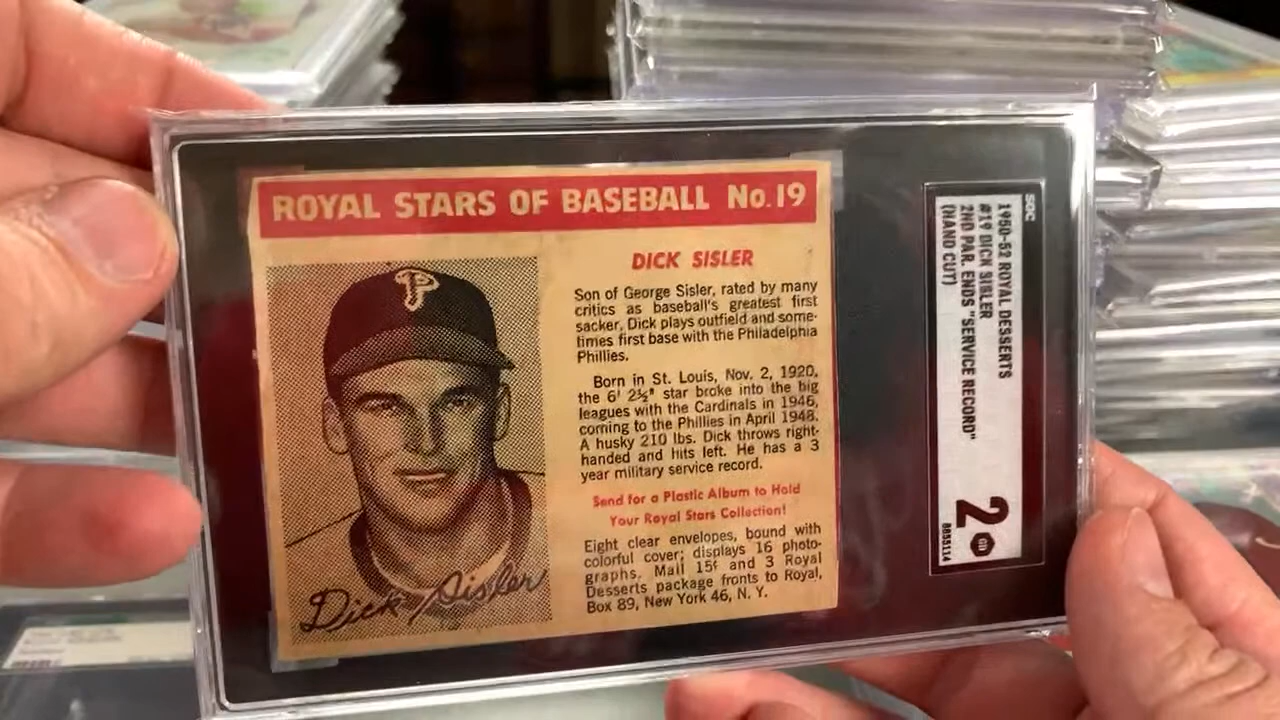 ROYAL STARS OF BASEBALL No. 19
DICK SISLER
Son of George Sisler, rated by many
critics as baseball's greatest first
sacker, Dick plays outfield and some-
times first base with the Philadelphia
Phillies.
Born in St. Louis, Nov. 2, 1920,
the 6' 2½" star broke into the big
leagues with the Cardinals in 1946,
coming to the Phillies in April 1948.
A husky 210 lbs. Dick throws right-
handed and hits left. He has a 3
year military service record.
Send for a Plastic Album to Hold
Your Royal Stars Collection!
Eight clear envelopes, bound with
colorful cover; displays 16 photo-
graphs. Mail 15¢ and 3 Royal
Desserts package fronts to Royal,
Box 89, New York 46, N. Y.
Dick Sisler
P
SGC
1950-52 ROYAL DESSERTS
#19 DICK SISLER
2ND PAR. ENDS "SERVICE RECORD"
(HAND CUT)
2
GD